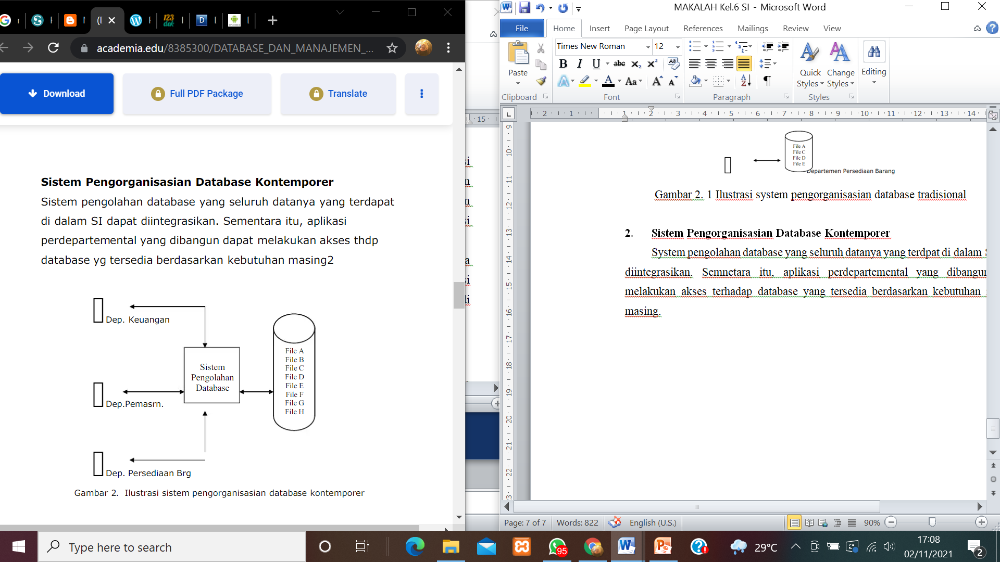 academia.edu/8385300/DATABASE_DAN_MANAJEMEN_...
Download
Full PDF Package
Translate
Sistem Pengorganisasian Database Kontemporer
Sistem pengolahan database yang seluruh datanya yang terdapat
di dalam SI dapat diintegrasikan. Sementara itu, aplikasi
perdepartemental yang dibangun dapat melakukan akses thdp
database yg tersedia berdasarkan kebutuhan masing2
Dep. Keuangan
Dep.Pemasrn.
Dep. Persediaan Brg
Sistem
Pengolahan
Database
File A
File B
File C
File D
File E
File F
File G
File H
Gambar 2. Ilustrasi sistem pengorganisasian database kontemporer
MAKALAH Kel.6 SI - Microsoft Word
File Home Insert Page Layout References Mailings Review View
Times New Roman 12
Paste
Quick Styles
Change Styles
Editing
Clipboard Font Paragraph Styles
File A
File C
File D
File E
Departemen Persediaan Barang
Gambar 2. 1 Ilustrasi system pengorganisasian database tradisional
2. Sistem Pengorganisasian Database Kontemporer
System pengolahan database yang seluruh datanya yang terdpat di dalam
diintegrasikan. Semnetara itu, aplikasi perdepartemental yang dibangun
melakukan akses terhadap database yang tersedia berdasarkan kebutuhan
masing.
Page: 7 of 7 Words: 822 English (U.S.) 90%
Type here to search
95
29°C
17:08
02/11/2021
2